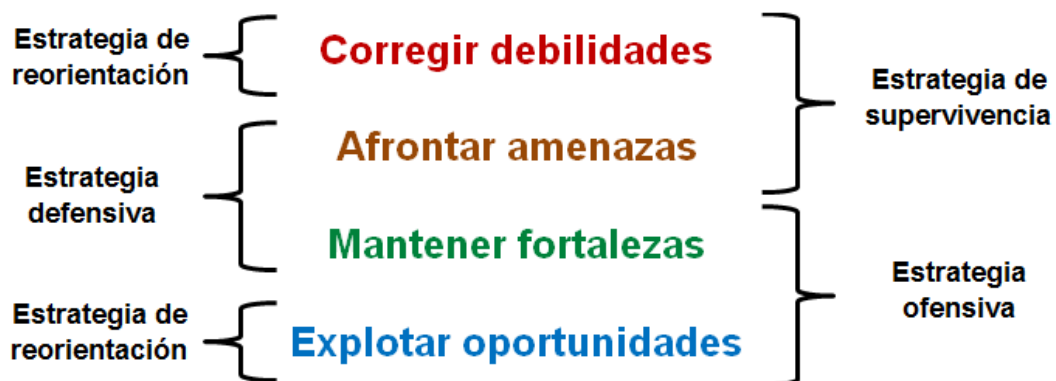 Estrategia de
reorientación
Corregir debilidades
Estrategia de
supervivencia
Afrontar amenazas
Estrategia
defensiva
Mantener fortalezas
Estrategia
ofensiva
Estrategia de
reorientación
Explotar oportunidades